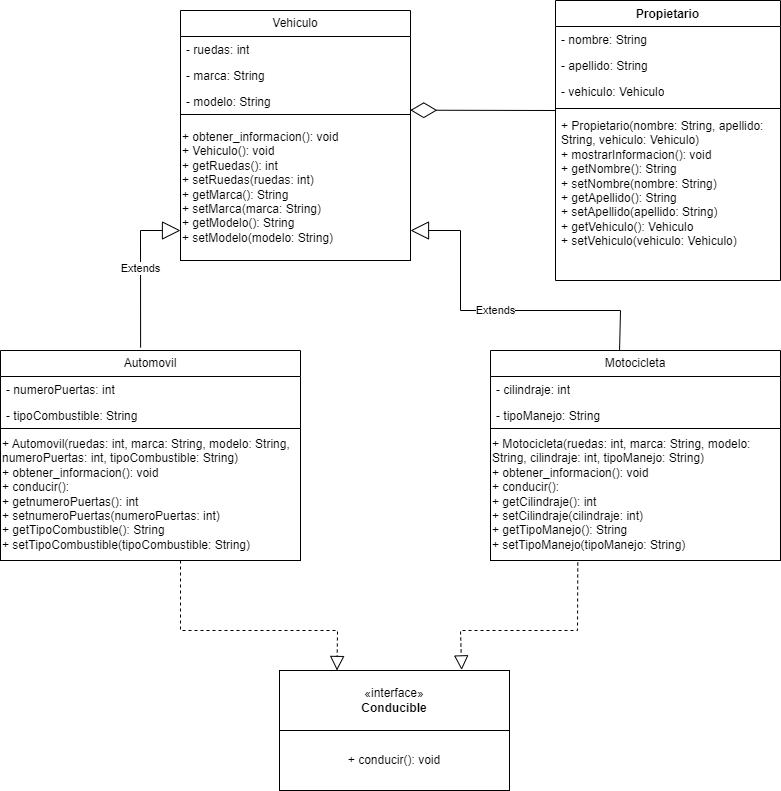 Vehiculo
- ruedas: int
- marca: String
- modelo: String
+ obtener_informacion(): void
+ Vehiculo(): void
+ getRuedas(): int
+ setRuedas(ruedas: int)
+ getMarca(): String
+ setMarca(marca: String)
+ getModelo(): String
+ setModelo(modelo: String)
Propietario
- nombre: String
- apellido: String
- vehiculo: Vehiculo
+ Propietario(nombre: String, apellido:
String, vehiculo: Vehiculo)
+ mostrarInformacion(): void
+ getNombre(): String
+ setNombre(nombre: String)
+ getApellido(): String
+ setApellido(apellido: String)
+ getVehiculo(): Vehiculo
+ setVehiculo(vehiculo: Vehiculo)
Extends
Extends
Automovil
- numeroPuertas: int
- tipoCombustible: String
+ Automovil(ruedas: int, marca: String, modelo: String,
numeroPuertas: int, tipoCombustible: String)
+ obtener_informacion(): void
+ conducir():
+ getnumeroPuertas(): int
+ setnumeroPuertas(numeroPuertas: int)
+ getTipoCombustible(): String
+ setTipoCombustible(tipoCombustible: String)
Motocicleta
- cilindraje: int
- tipoManejo: String
+ Motocicleta(ruedas: int, marca: String, modelo:
String, cilindraje: int, tipoManejo: String)
+ obtener_informacion(): void
+ conducir():
+ getCilindraje(): int
+ setCilindraje(cilindraje: int)
+ getTipoManejo(): String
+ setTipoManejo(tipoManejo: String)
«interface»
Conducible
+ conducir(): void